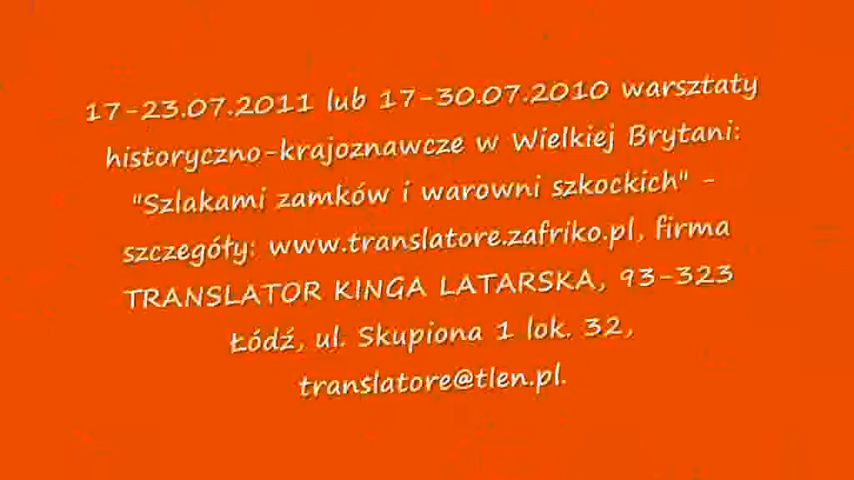 17-23.07.2011 lub 17-30.07.2010 warsztaty
historyczno-krajoznawcze w Wielkiej Brytani:
"Szlakami zamków i warowni szkockich" -
szczegóły: www.translatore.zafriko.pl, firma
TRANSLATOR KINGA LATARSKA, 93-323
Łódź, ul. Skupiona 1 lok. 32,
translatore@tlen.pl.